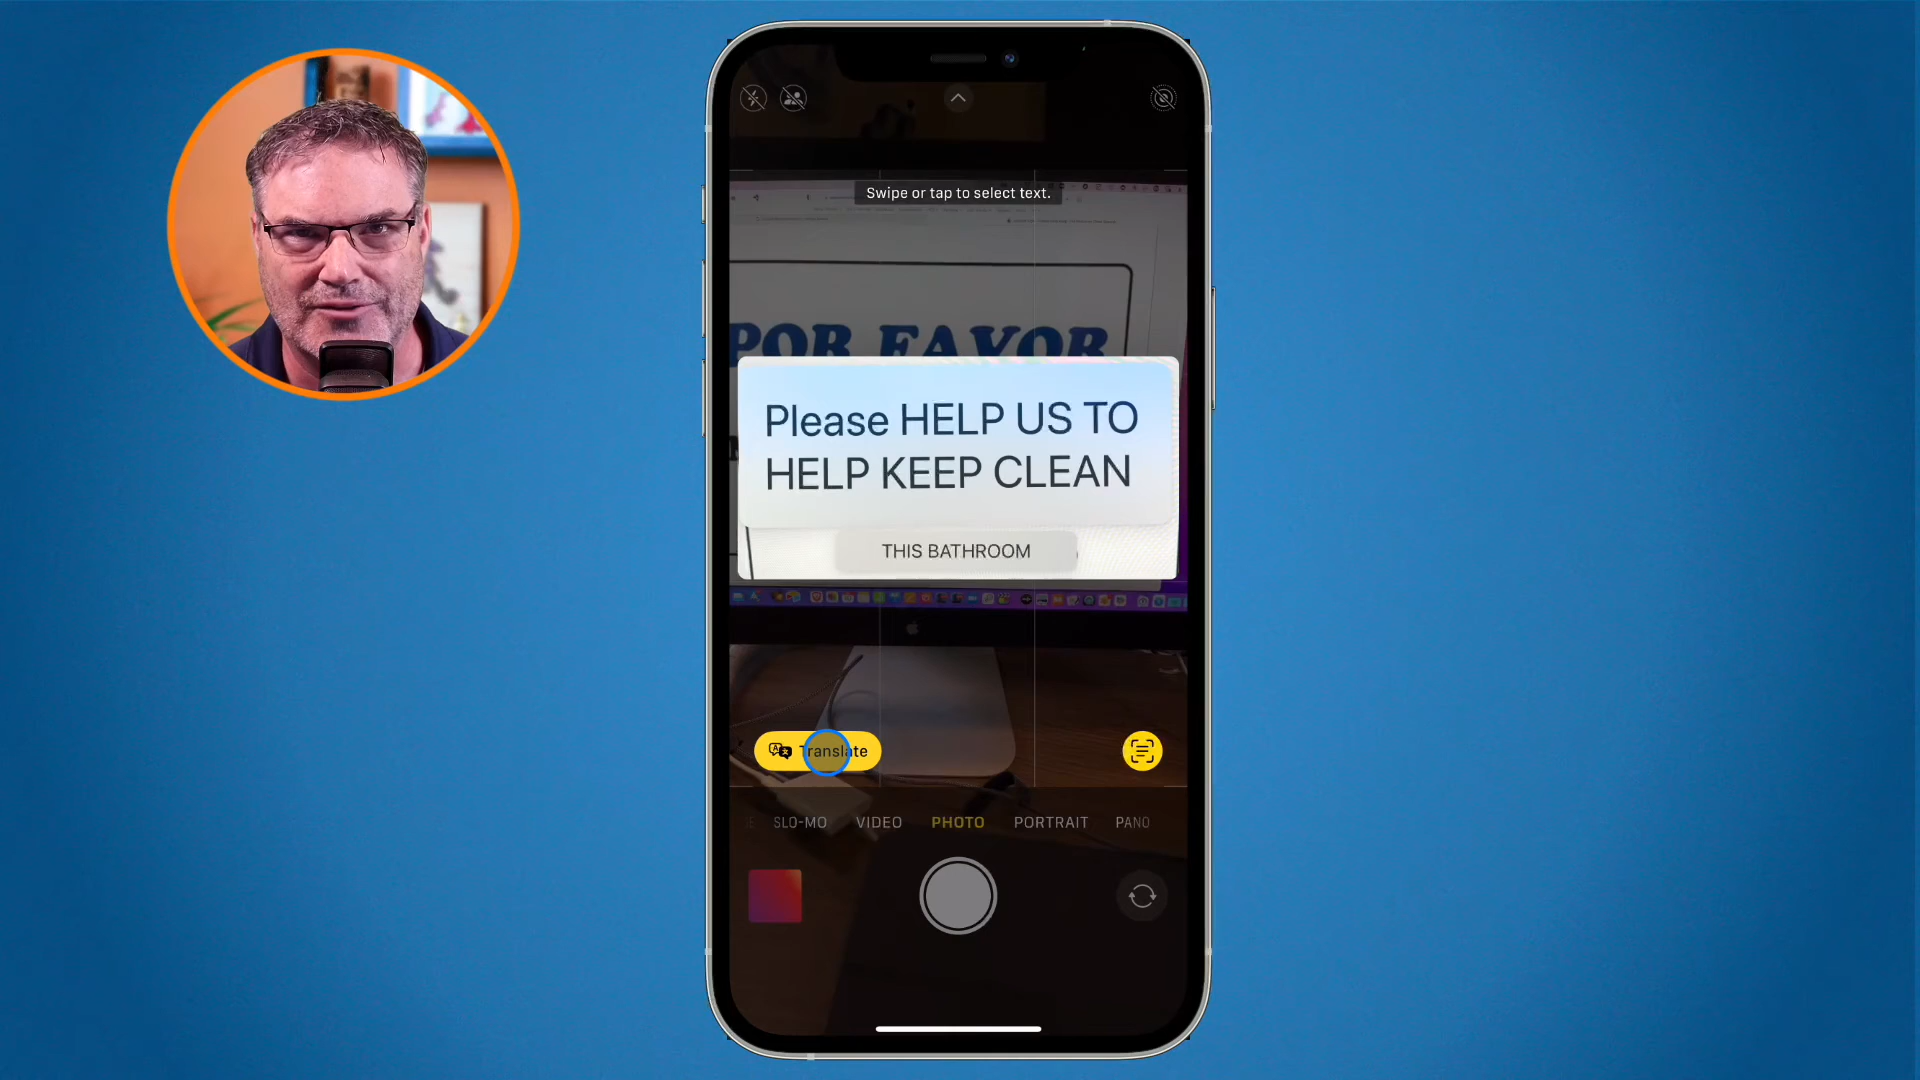 Swipe or tap to select text.
POR FAVOR
Please HELP US TO
HELP KEEP CLEAN
THIS BATHROOM
Translate
SLO-MO VIDEO PHOTO PORTRAIT PANO